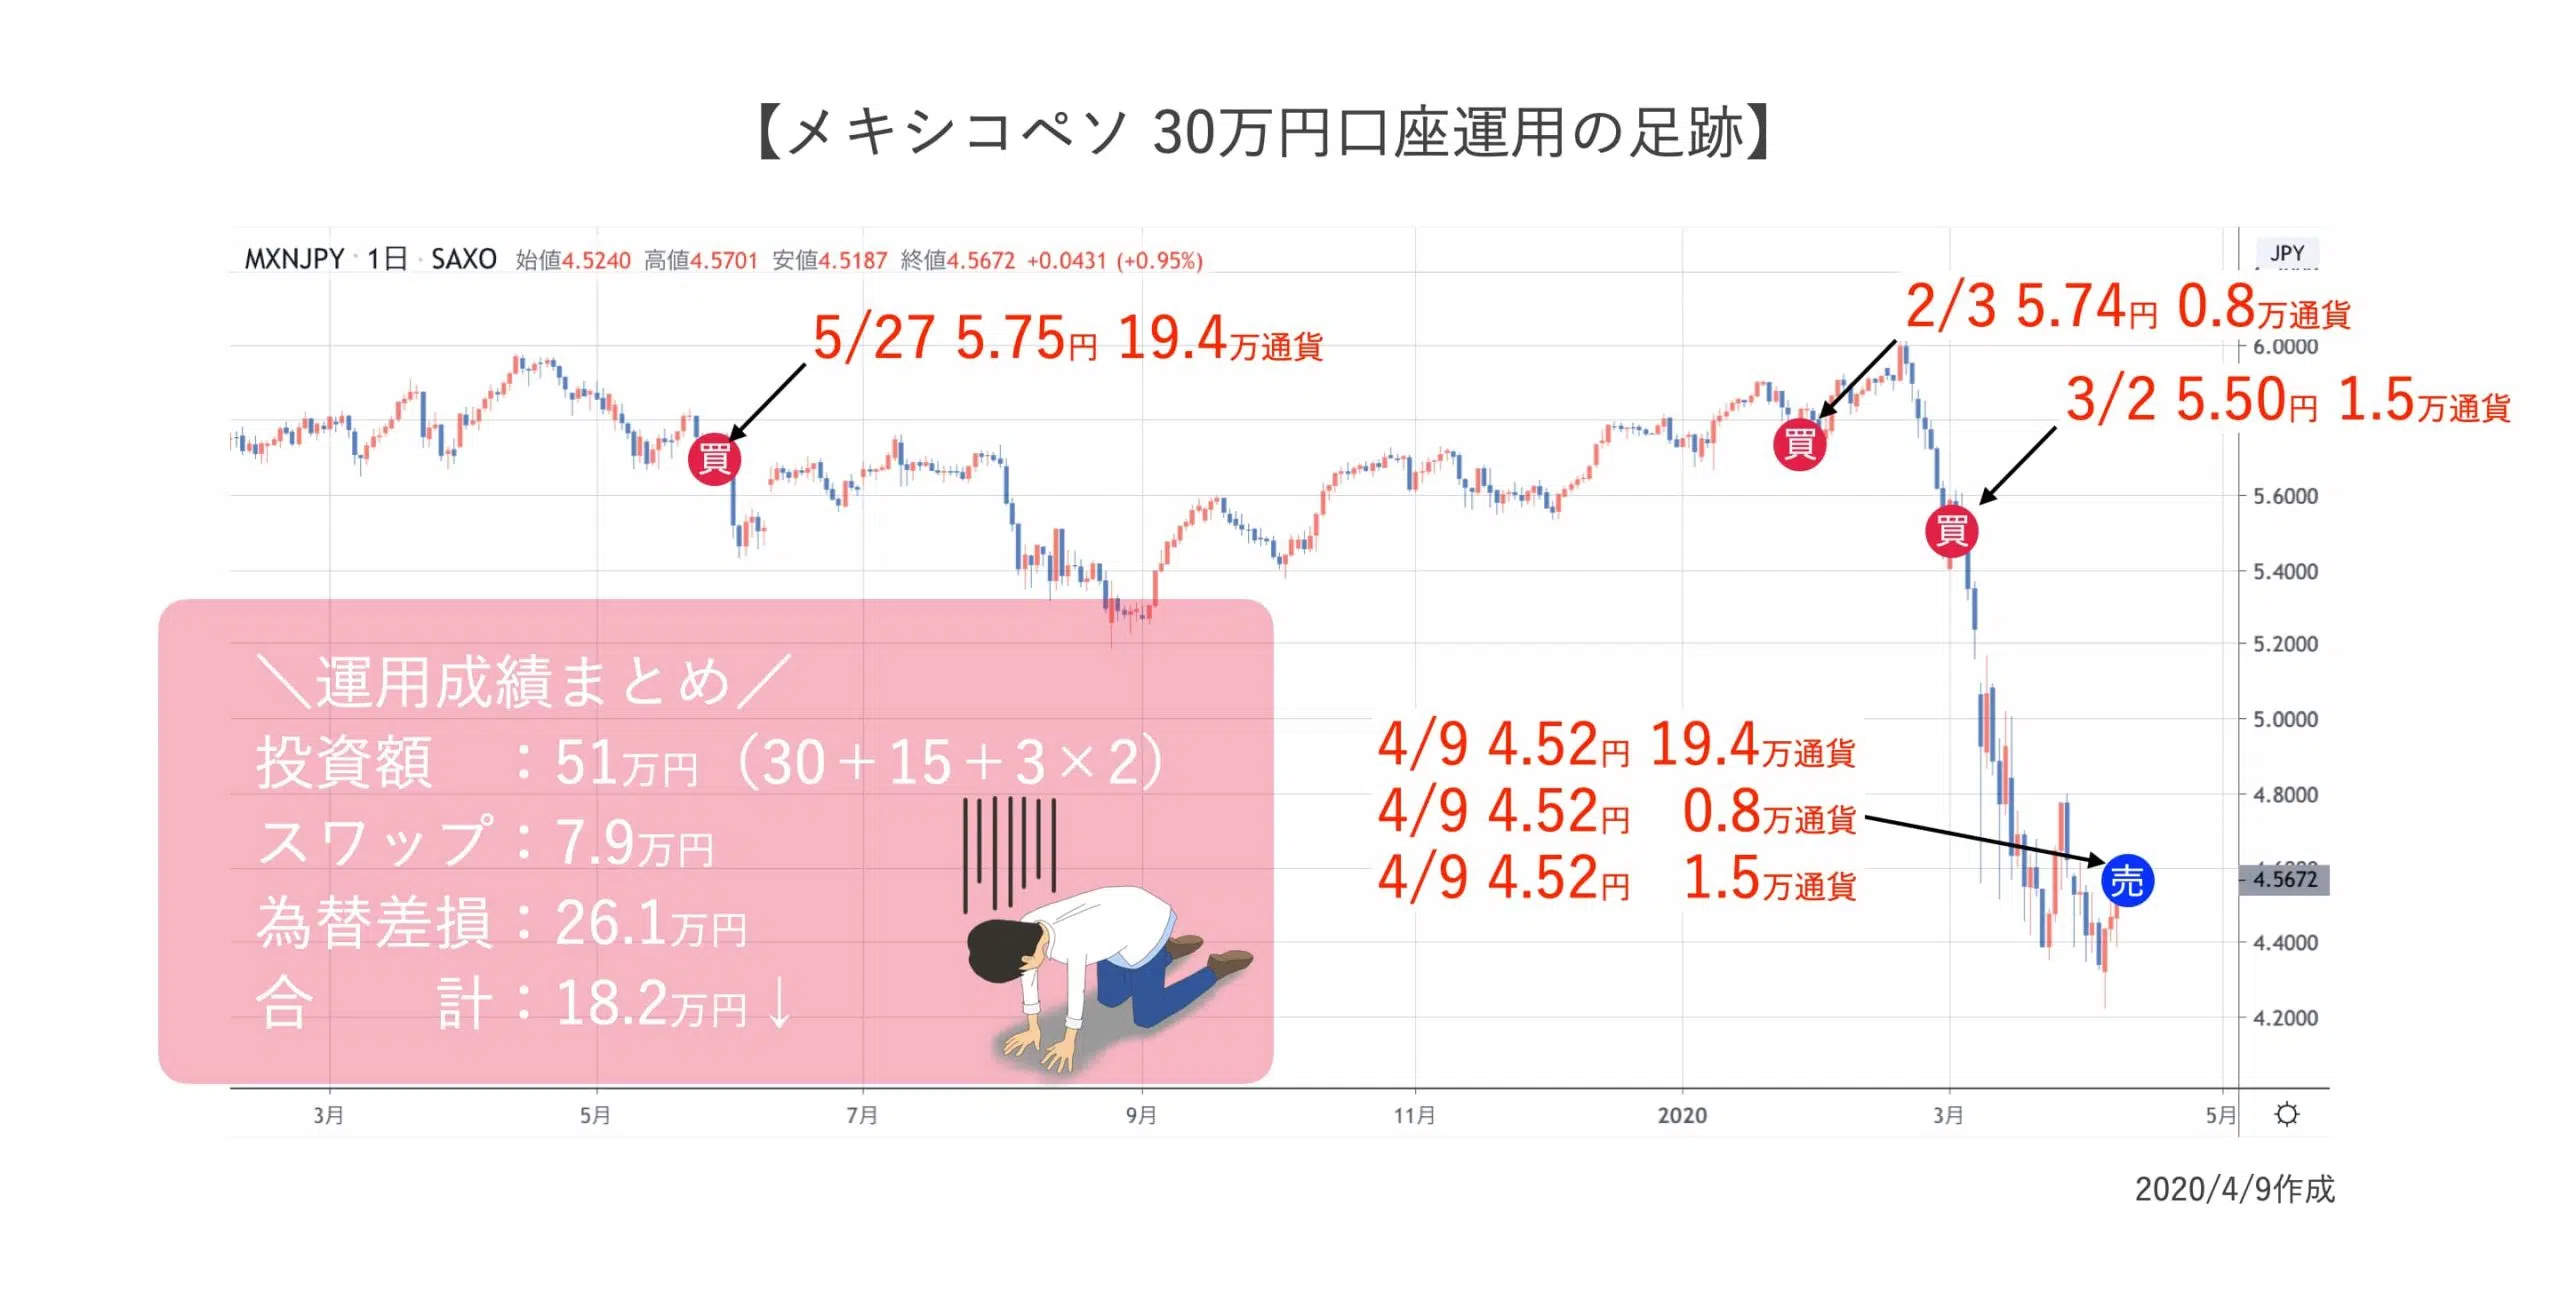 【メキシコペソ 30万円口座運用の足跡】
MXNJPY · 1日 · SAXO 始値4.5240 高値4.5701 安値4.5187 終値4.5672 +0.0431 (+0.95%)
JPY
5/27 5.75円 19.4万通貨
2/3 5.74円 0.8万通貨
3/2 5.50円 1.5万通貨
買
買
買
6.0000
5.6000
5.4000
5.2000
5.0000
4.8000
4.5672
4.4000
4.2000
4/9 4.52円 19.4万通貨
4/9 4.52円 0.8万通貨
4/9 4.52円 1.5万通貨
売
＼運用成績まとめ／
投資額 ：51万円（30＋15＋3×2）
スワップ：7.9万円
為替差損：26.1万円
合 計：18.2万円↓
3月 5月 7月 9月 11月 2020 3月 5月
2020/4/9作成